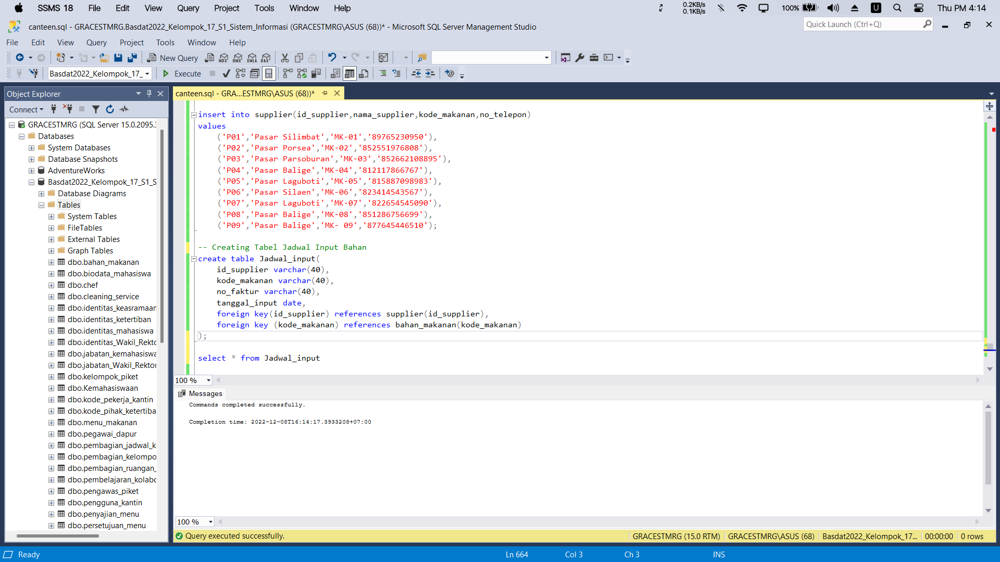 SSMS 18 File Edit View Query Project Tools Window Help 0.2KB/s 0.1KB/s 100% U Thu PM 4:14
canteen.sql - GRACESTMRG.Basdat2022_Kelompok_17_S1_Sistem_Informasi (GRACESTMRG\ASUS (68))* - Microsoft SQL Server Management Studio
Quick Launch (Ctrl+Q)
File Edit View Query Project Tools Window Help
New Query MDX DMX XMLA DAX
Basdat2022_Kelompok_17_ Execute
Object Explorer
Connect
GRACESTMRG (SQL Server 15.0.2095.3
Databases
System Databases
Database Snapshots
AdventureWorks
Basdat2022_Kelompok_17_S1_S
Database Diagrams
Tables
System Tables
FileTables
External Tables
Graph Tables
dbo.bahan_makanan
dbo.biodata_mahasiswa
dbo.chef
dbo.cleaning_service
dbo.identitas_keasramaan
dbo.identitas_ketertiban
dbo.identitas_mahasiswa
dbo.identitas_Wakil_Rekto
dbo.jabatan_kemahasiswa
dbo.jabatan_Wakil_Rektor
dbo.kelompok_piket
dbo.Kemahasiswaan
dbo.kode_pekerja_kantin
dbo.kode_pihak_ketertiba
dbo.menu_makanan
dbo.pegawai_dapur
dbo.pembagian_jadwal_k
dbo.pembagian_kelompo
dbo.pembagian_ruangan_
dbo.pembelajaran_kolabo
dbo.pengawas_piket
dbo.pengguna_kantin
dbo.penyajian_menu
dbo.persetujuan_menu
canteen.sql - GRA...ESTMRG\ASUS (68))*
insert into supplier(id_supplier,nama_supplier,kode_makanan,no_telepon)
values
('P01','Pasar Silimbat','MK-01','89765230950'),
('P02','Pasar Porsea','MK-02','852551976808'),
('P03','Pasar Parsoburan','MK-03','852662108895'),
('P04','Pasar Balige','MK-04','812117866767'),
('P05','Pasar Laguboti','MK-05','815887098983'),
('P06','Pasar Silaen','MK-06','823414543567'),
('P07','Pasar Laguboti','MK-07','822654545090'),
('P08','Pasar Balige','MK-08','851286756699'),
('P09','Pasar Balige','MK- 09','877645446510');
-- Creating Tabel Jadwal Input Bahan
create table Jadwal_input(
id_supplier varchar(40),
kode_makanan varchar(40),
no_faktur varchar(40),
tanggal_input date,
foreign key(id_supplier) references supplier(id_supplier),
foreign key (kode_makanan) references bahan_makanan(kode_makanan)
);
select * from Jadwal_input
100 %
Messages
Commands completed successfully.
Completion time: 2022-12-08T16:14:17.3933208+07:00
100 %
Query executed successfully. GRACESTMRG (15.0 RTM) GRACESTMRG\ASUS (68) Basdat2022_Kelompok_17... 00:00:00 0 rows
Ready Ln 664 Col 3 Ch 3 INS